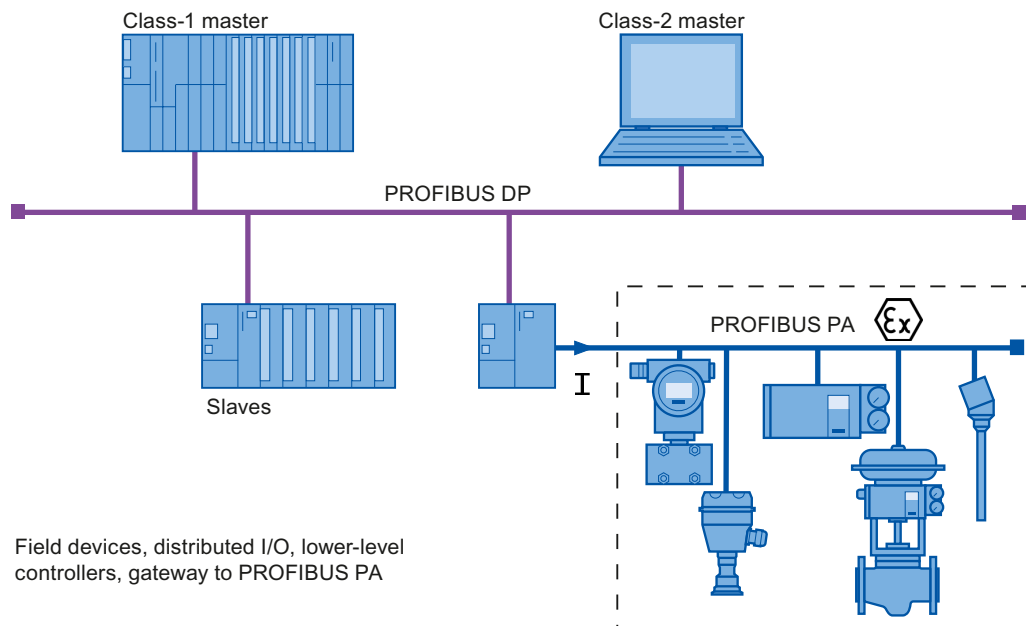 Class-1 master
Class-2 master
PROFIBUS DP
PROFIBUS PA
Ex
I
Slaves
Field devices, distributed I/O, lower-level
controllers, gateway to PROFIBUS PA